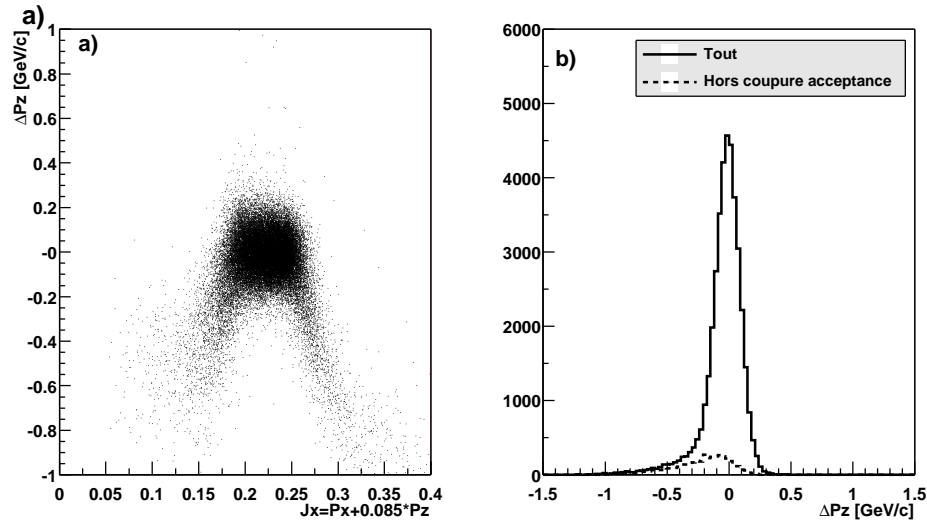 a)
a)
ΔPz [GeV/c]
1
0.8
0.6
0.4
0.2
-0
-0.2
-0.4
-0.6
-0.8
-1
0 0.05 0.1 0.15 0.2 0.25 0.3 0.35 0.4
Jx=Px+0.085*Pz
b)
Tout
Hors coupure acceptance
6000
5000
4000
3000
2000
1000
0
-1.5 -1 -0.5 0 0.5 1 1.5
ΔPz [GeV/c]